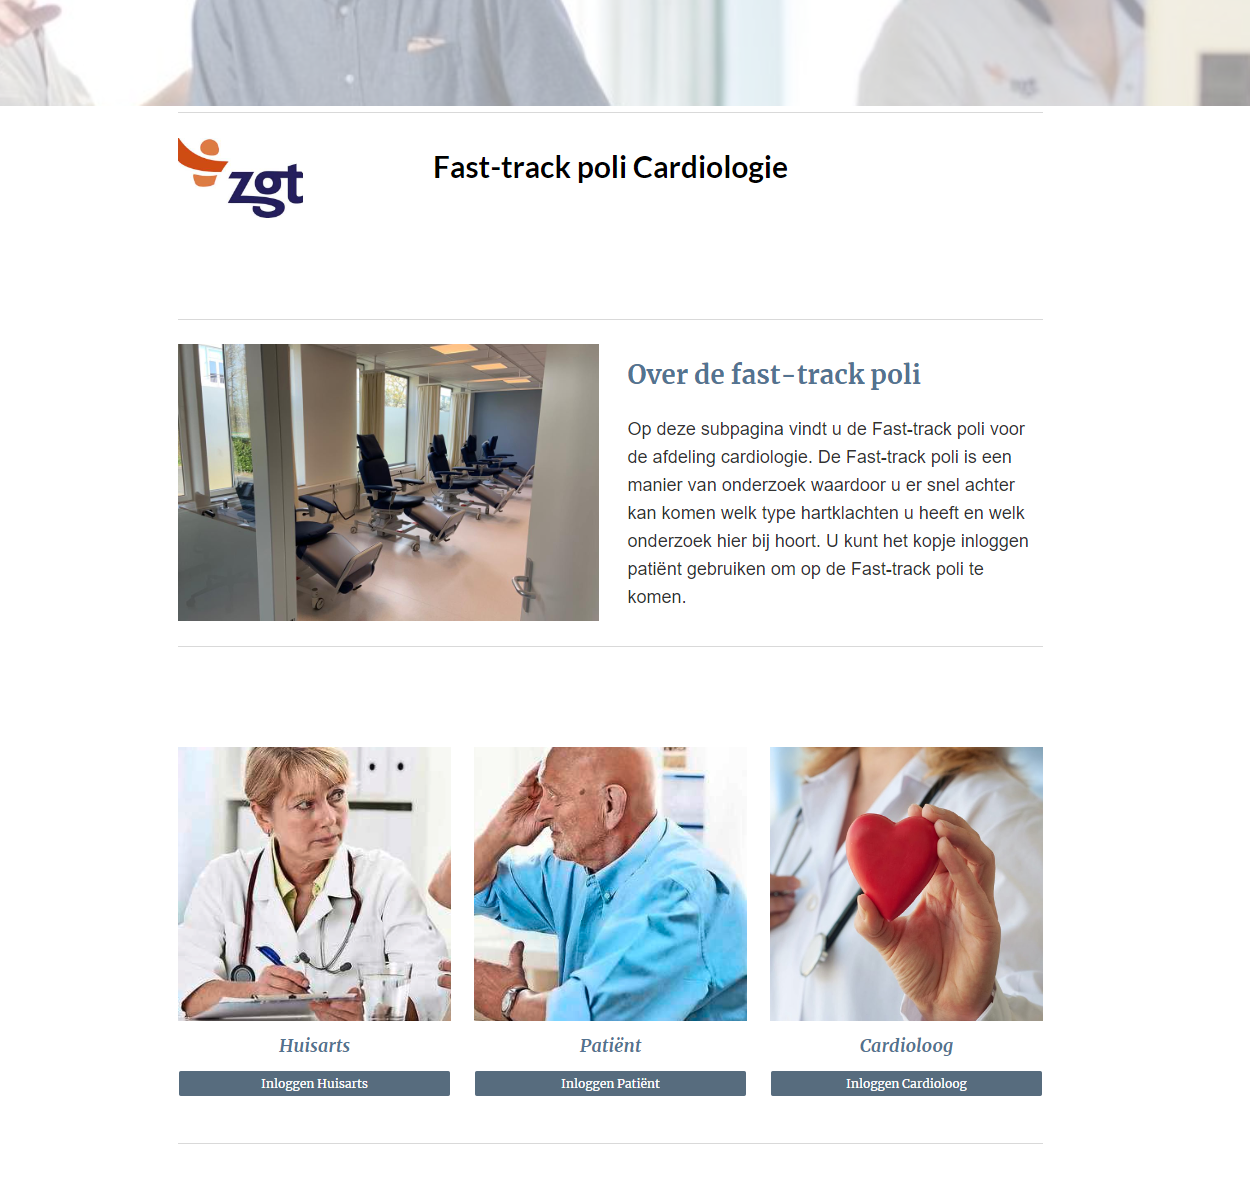 zgt
Fast-track poli Cardiologie
Over de fast-track poli
Op deze subpagina vindt u de Fast-track poli voor
de afdeling cardiologie. De Fast-track poli is een
manier van onderzoek waardoor u er snel achter
kan komen welk type hartklachten u heeft en welk
onderzoek hier bij hoort. U kunt het kopje inloggen
patiënt gebruiken om op de Fast-track poli te
komen.
Huisarts
Patiënt
Cardioloog
Inloggen Huisarts
Inloggen Patiënt
Inloggen Cardioloog